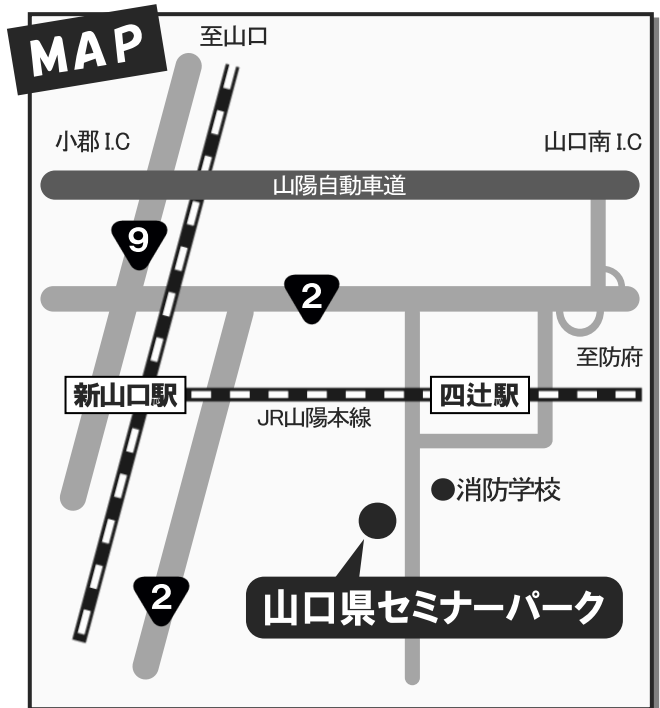 MAP
至山口
小郡I.C
山口南I.C
山陽自動車道
9
2
至防府
新山口駅
四辻駅
JR山陽本線
●消防学校
2
山口県セミナーパーク